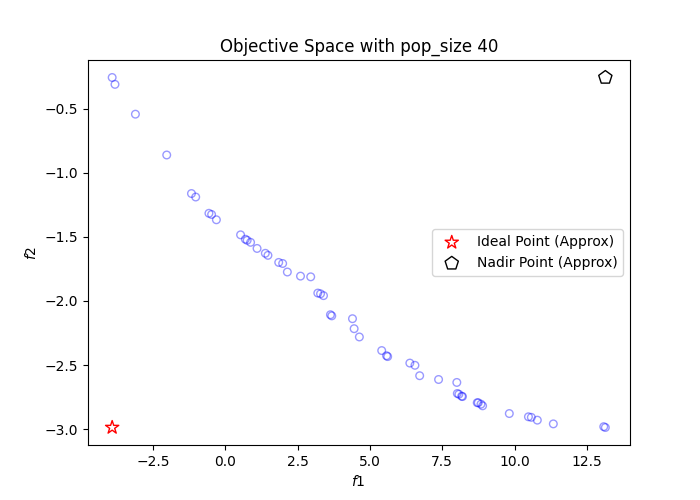 Objective Space with pop_size 40
f2
−0.5
−1.0
−1.5
−2.0
−2.5
−3.0
Ideal Point (Approx)
Nadir Point (Approx)
−2.5 0.0 2.5 5.0 7.5 10.0 12.5
f1